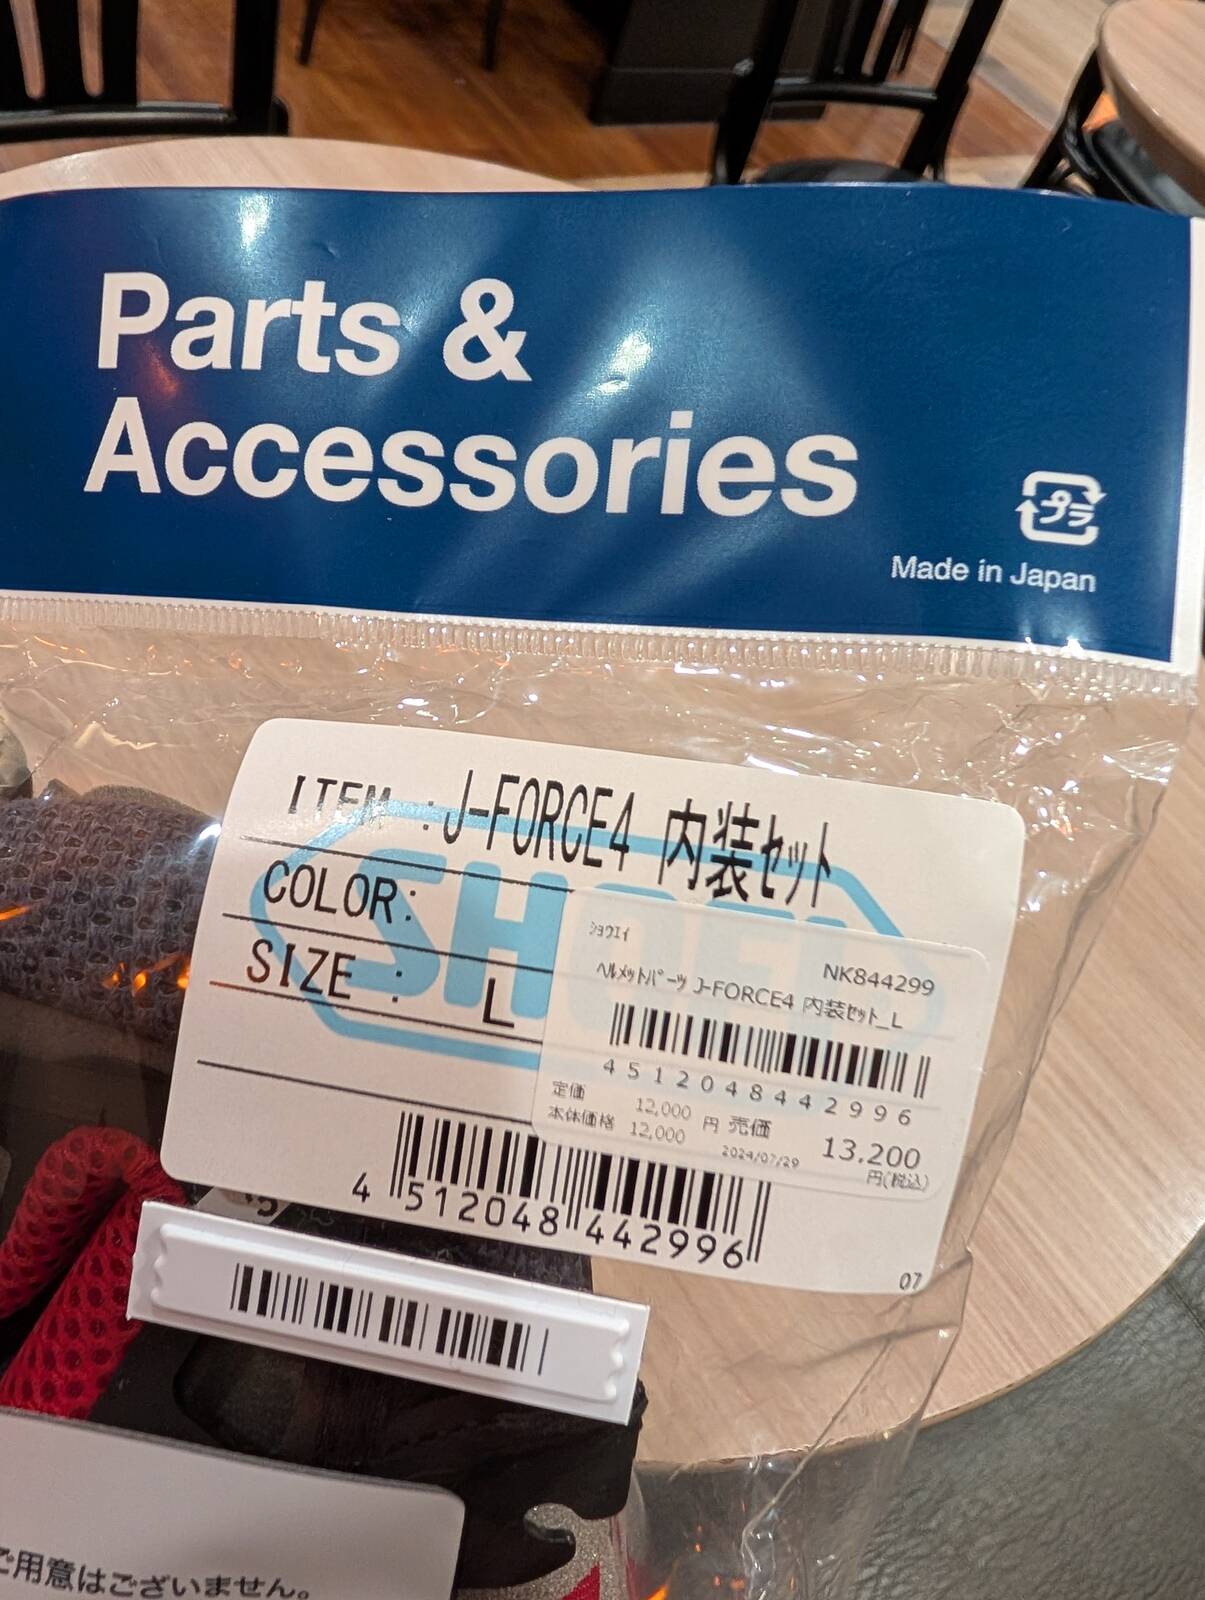 Parts &
Accessories
プラ
Made in Japan
ITEM : J-FORCE4 内装セット
COLOR:
SIZE : L
SHOEI
ショウエイ
NK844299
ヘルメットパーツ J-FORCE4 内装セット_L
4512048442996
定価 12,000 円 売価
本体価格 12,000
13,200
2024/07/29
円(税込)
4 512048 442996
07
ご用意はございません。